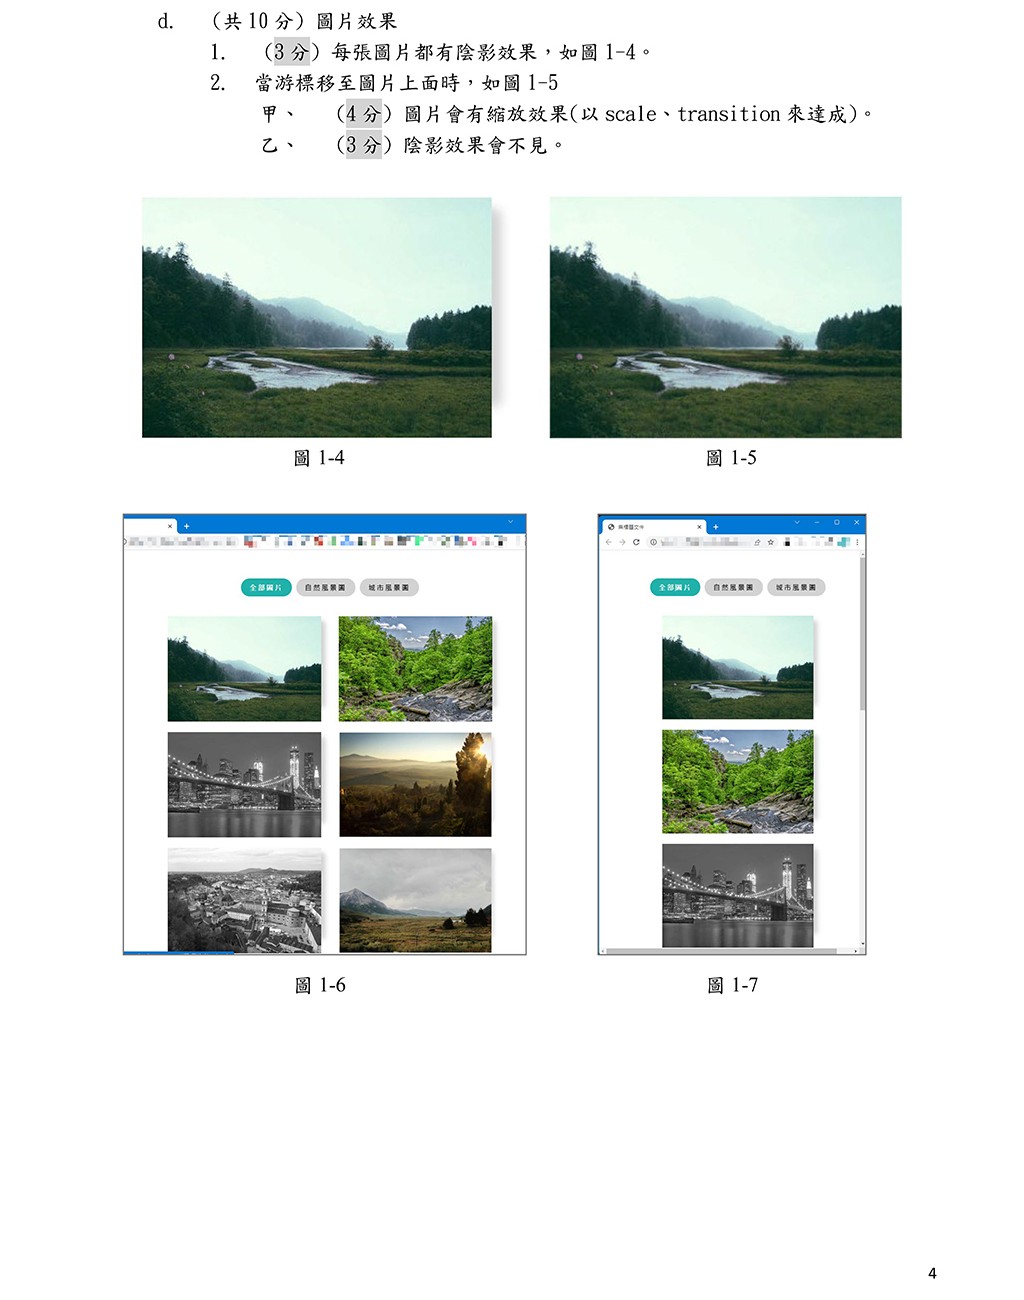 d. （共 10 分）圖片效果
1. （3 分）每張圖片都有陰影效果，如圖 1-4。
2. 當游標移至圖片上面時，如圖 1-5
甲、 （4 分）圖片會有縮放效果(以 scale、transition 來達成)。
乙、 （3 分）陰影效果會不見。
圖 1-4
圖 1-5
全部圖片 自然風景圖 城市風景圖
無標題文件
全部圖片 自然風景圖 城市風景圖
圖 1-6
圖 1-7
4